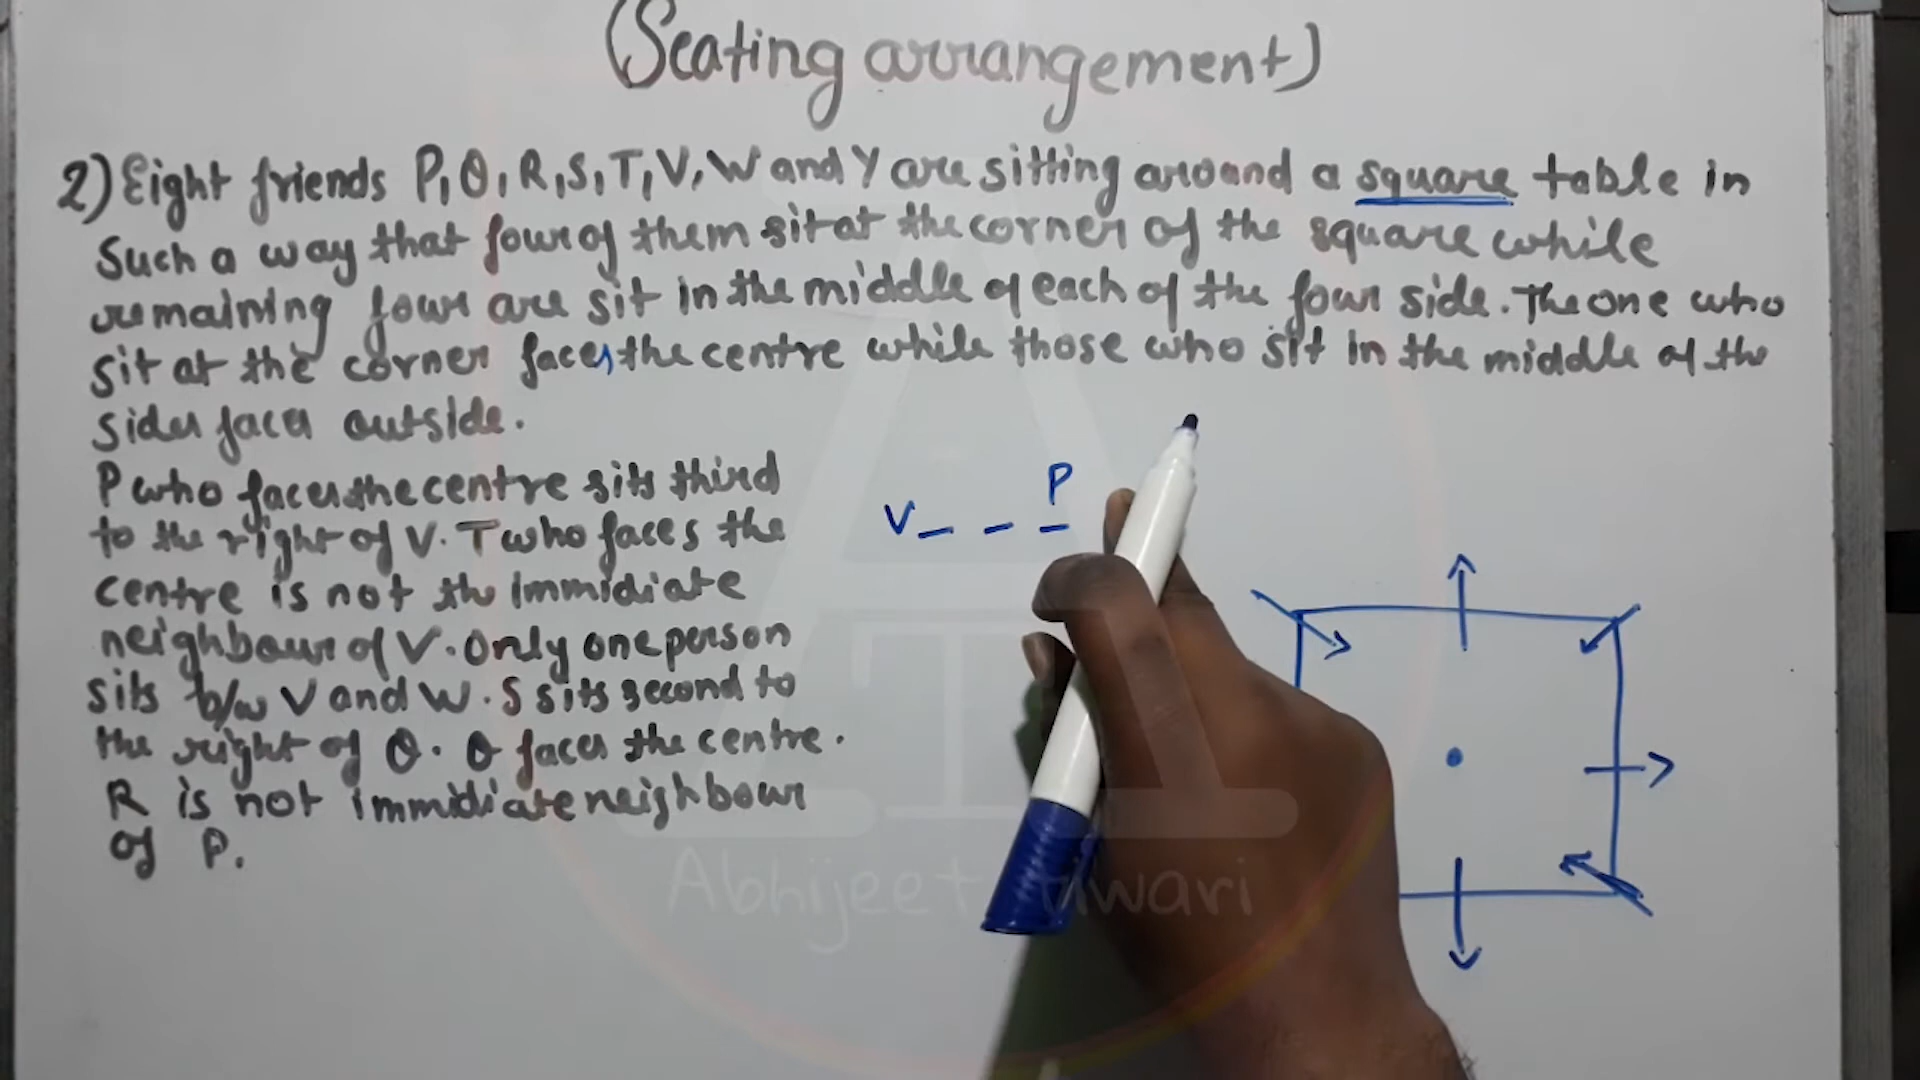 (Seating arrangement)
2) Eight friends P, Q, R, S, T, V, W and Y are sitting around a square table in
Such a way that four of them sit at the corner of the square while
remaining four are sit in the middle of each of the four side. The one who
sit at the corner faces the centre while those who sit in the middle of the
sides faces outside.
P who faces the centre sits third
to the right of V. T who faces the
centre is not the immidiate
neighbour of V. Only one person
sits b/w V and W. S sits second to
the right of Q. Q faces the centre.
R is not immidiate neighbour
of P.
P
V _ _ _
Abhijeet Tiwari